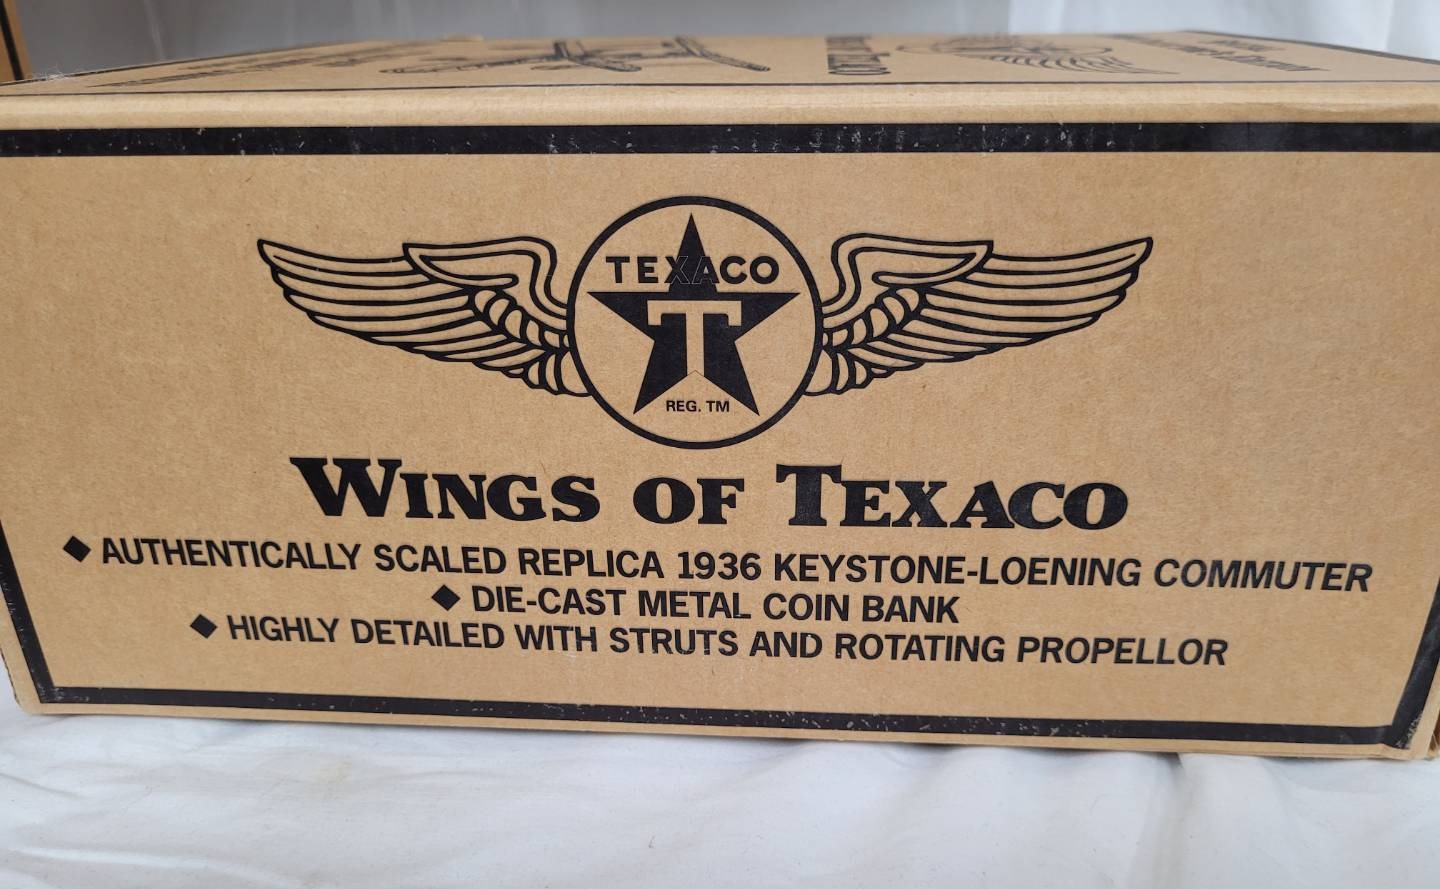 TEXACO
T
REG. TM
WINGS OF TEXACO
◆ AUTHENTICALLY SCALED REPLICA 1936 KEYSTONE-LOENING COMMUTER
◆ DIE-CAST METAL COIN BANK
◆ HIGHLY DETAILED WITH STRUTS AND ROTATING PROPELLOR